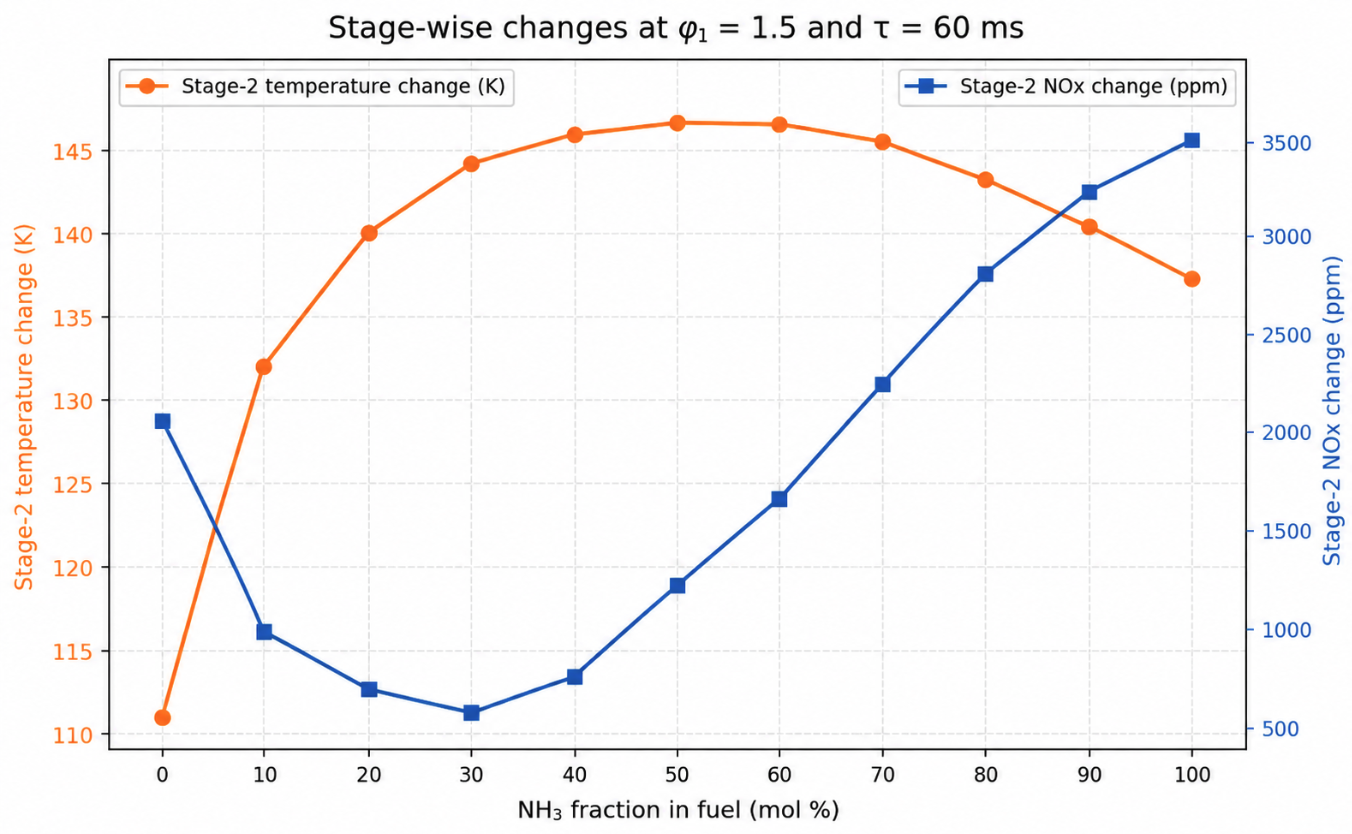 Stage-wise changes at φ₁ = 1.5 and τ = 60 ms
Stage-2 temperature change (K)
Stage-2 NOx change (ppm)
Stage-2 temperature change (K)
145
140
135
130
125
120
115
110
3500
3000
2500
2000
1500
1000
500
Stage-2 NOx change (ppm)
0 10 20 30 40 50 60 70 80 90 100
NH₃ fraction in fuel (mol %)